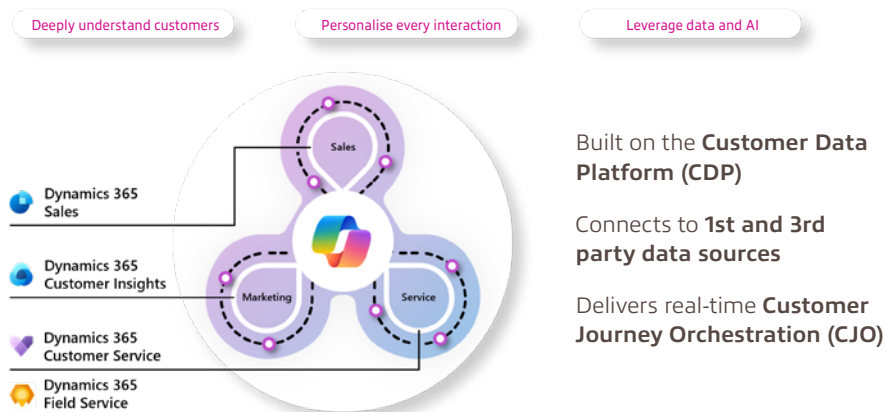 Deeply understand customers
Personalise every interaction
Leverage data and AI
Sales
Marketing
Service
Dynamics 365
Sales
Dynamics 365
Customer Insights
Dynamics 365
Customer Service
Dynamics 365
Field Service
Built on the Customer Data
Platform (CDP)
Connects to 1st and 3rd
party data sources
Delivers real-time Customer
Journey Orchestration (CJO)